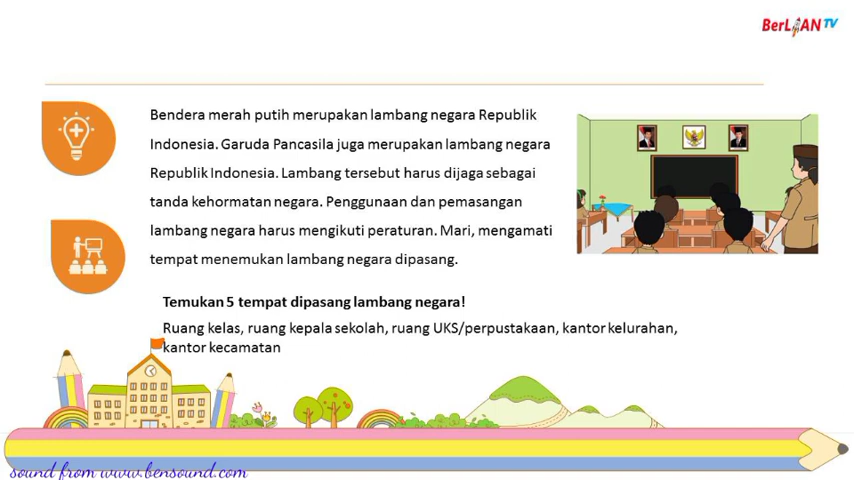 BerLiAN TV
Bendera merah putih merupakan lambang negara Republik
Indonesia. Garuda Pancasila juga merupakan lambang negara
Republik Indonesia. Lambang tersebut harus dijaga sebagai
tanda kehormatan negara. Penggunaan dan pemasangan
lambang negara harus mengikuti peraturan. Mari, mengamati
tempat menemukan lambang negara dipasang.
Temukan 5 tempat dipasang lambang negara!
Ruang kelas, ruang kepala sekolah, ruang UKS/perpustakaan, kantor kelurahan,
kantor kecamatan
sound from www.bensound.com